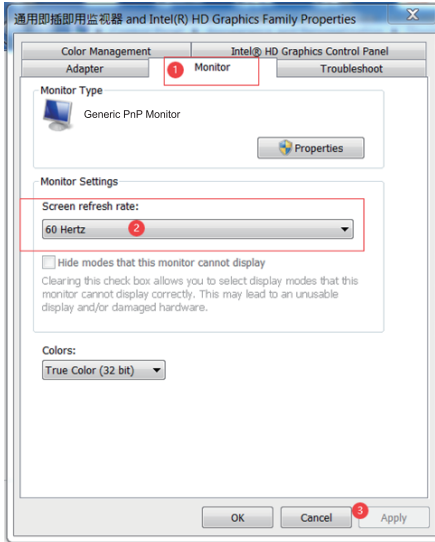 通用即插即用监视器 and Intel(R) HD Graphics Family Properties X
Color Management Intel® HD Graphics Control Panel
Adapter 1 Monitor Troubleshoot
Monitor Type
Generic PnP Monitor
Properties
Monitor Settings
Screen refresh rate:
60 Hertz 2
Hide modes that this monitor cannot display
Clearing this check box allows you to select display modes that this
monitor cannot display correctly. This may lead to an unusable
display and/or damaged hardware.
Colors:
True Color (32 bit)
OK Cancel 3 Apply